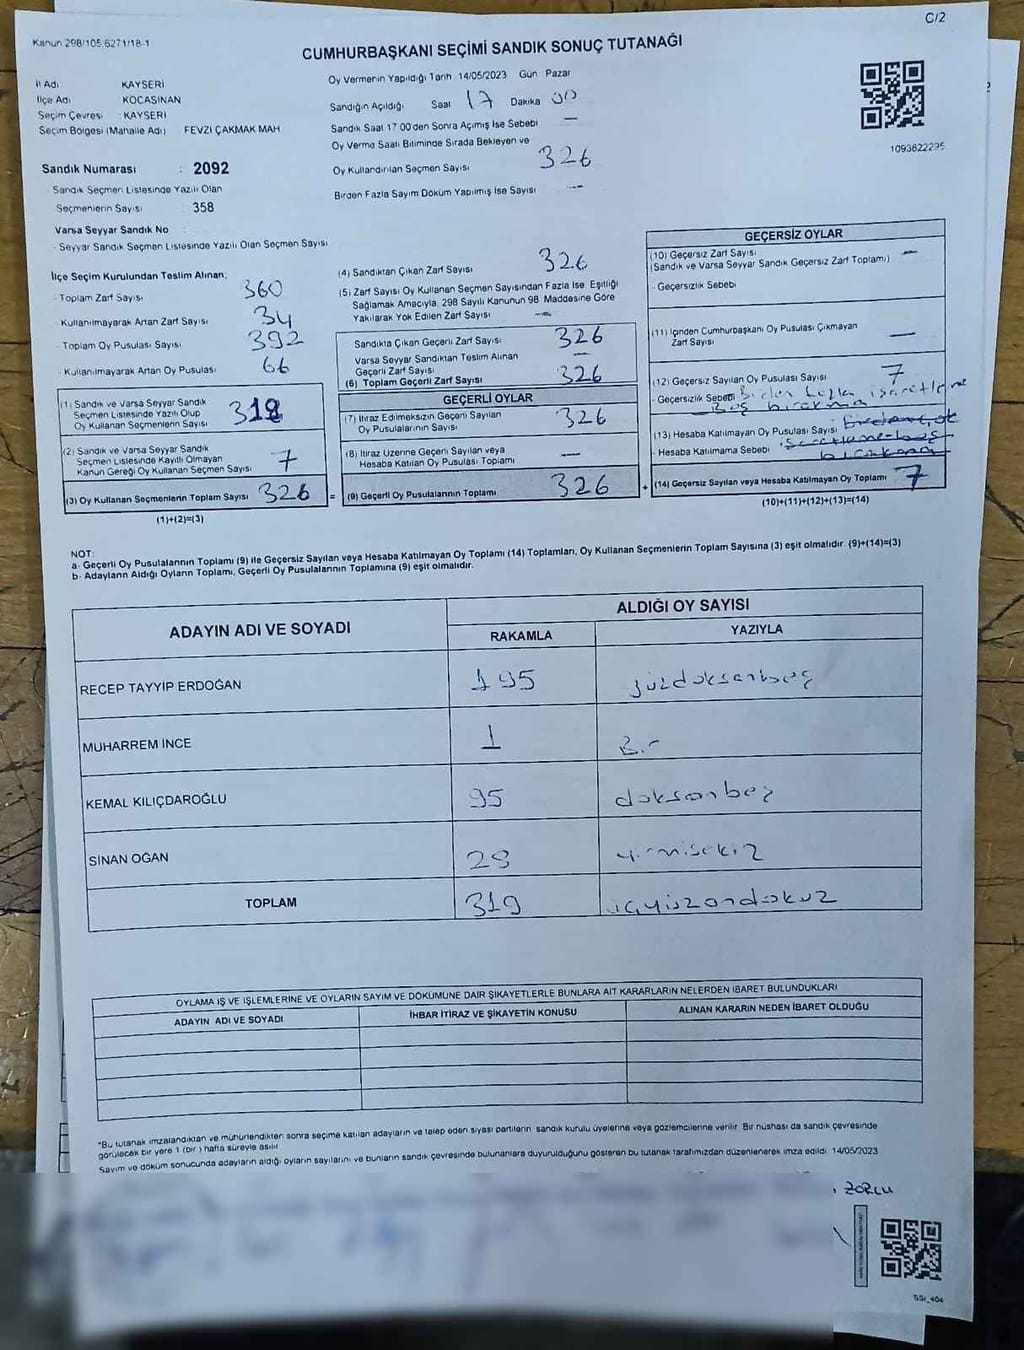 C/2
Kanun 298/105 6271/18-1
CUMHURBAŞKANI SEÇİMİ SANDIK SONUÇ TUTANAĞI
İl Adı KAYSERİ
İlçe Adı KOCASİNAN
Seçim Çevresi KAYSERİ
Seçim Bölgesi (Mahalle Adı) FEVZİ ÇAKMAK MAH
Sandık Numarası : 2092
Sandık Seçmen Listesinde Yazılı Olan
Seçmenlerin Sayısı 358
Varsa Seyyar Sandık No
- Seyyar Sandık Seçmen Listesinde Yazılı Olan Seçmen Sayısı
Oy Vermenin Yapıldığı Tarih 14/05/2023 Gün Pazar
Sandığın Açıldığı Saat 17 Dakika 00
Sandık Saat 17 00'den Sonra Açımış İse Sebebi —
Oy Verme Saati Bitiminde Sırada Bekleyen ve
Oy Kullandırılan Seçmen Sayısı 326
Birden Fazla Sayım Döküm Yapılmış İse Sayısı —
1093622295
İlçe Seçim Kurulundan Teslim Alınan;
- Toplam Zarf Sayısı 360
- Kullanılmayarak Artan Zarf Sayısı 34
- Toplam Oy Pusulası Sayısı 392
- Kullanılmayarak Artan Oy Pusulası 66
(1) Sandık ve Varsa Seyyar Sandık
Seçmen Listesinde Yazılı Olup
Oy Kullanan Seçmenlerin Sayısı
(2) Sandık ve Varsa Seyyar Sandık
Seçmen Listesinde Kayıtlı Olmayan
Kanun Gereği Oy Kullanan Seçmen Sayısı 7
(3) Oy Kullanan Seçmenlerin Toplam Sayısı 326 =
(1)+(2)=(3)
(4) Sandıktan Çıkan Zarf Sayısı 326
(5) Zarf Sayısı Oy Kullanan Seçmen Sayısından Fazla İse, Eşitliği
Sağlamak Amacıyla, 298 Sayılı Kanunun 98 Maddesine Göre
Yakılarak Yok Edilen Zarf Sayısı —
Sandıkta Çıkan Geçerli Zarf Sayısı 326
Varsa Seyyar Sandıktan Teslim Alınan
Geçerli Zarf Sayısı —
(6) Toplam Geçerli Zarf Sayısı 326
GEÇERLİ OYLAR
(7) İtiraz Edilmeksizin Geçerli Sayılan
Oy Pusulalarının Sayısı 326
(8) İtiraz Üzerine Geçerli Sayılan veya
Hesaba Katılan Oy Pusulası Toplamı —
(9) Geçerli Oy Pusulalarının Toplamı 326 +
GEÇERSİZ OYLAR
(10) Geçersiz Zarf Sayısı —
(Sandık ve Varsa Seyyar Sandık Geçersiz Zarf Toplamı)
- Geçersizlik Sebebi
(11) İçinden Cumhurbaşkanı Oy Pusulası Çıkmayan
Zarf Sayısı —
(12) Geçersiz Sayılan Oy Pusulası Sayısı 7
- Geçersizlik Sebebi Birden fazla işaretleme
Boş bırakma
(13) Hesaba Katılmayan Oy Pusulası Sayısı Birden çok
- Hesaba Katılmama Sebebi işaretleme-boş
bırakma
(14) Geçersiz Sayılan veya Hesaba Katılmayan Oy Toplamı 7
(10)+(11)+(12)+(13)=(14)
NOT:
a- Geçerli Oy Pusulalarının Toplamı (9) ile Geçersiz Sayılan veya Hesaba Katılmayan Oy Toplamı (14) Toplamları, Oy Kullanan Seçmenlerin Toplam Sayısına (3) eşit olmalıdır. (9)+(14)=(3)
b- Adayların Aldığı Oyların Toplamı, Geçerli Oy Pusulalarının Toplamına (9) eşit olmalıdır.
ADAYIN ADI VE SOYADI ALDIĞI OY SAYISI
RAKAMLA YAZIYLA
RECEP TAYYİP ERDOĞAN 195 yüzdoksanbeş
MUHARREM İNCE 1 Bir
KEMAL KILIÇDAROĞLU 95 doksanbeş
SİNAN OĞAN 28 yirmisekiz
TOPLAM 319 üçyüzondokuz
OYLAMA İŞ VE İŞLEMLERİNE VE OYLARIN SAYIM VE DÖKÜMÜNE DAİR ŞİKAYETLERLE BUNLARA AİT KARARLARIN NELERDEN İBARET BULUNDUKLARI
ADAYIN ADI VE SOYADI İHBAR İTİRAZ VE ŞİKAYETİN KONUSU ALINAN KARARIN NEDEN İBARET OLDUĞU
*Bu tutanak imzalandıktan ve mühürlendikten sonra seçime katılan adayların ve talep eden siyasi partilerin sandık kurulu üyelerine veya gözlemcilerine verilir. Bir nüshası da sandık çevresinde
görülecek bir yere 1 (bir) hafta süreyle asılır
Sayım ve döküm sonucunda adayların aldığı oyların sayılarını ve bunların sandık çevresinde bulunanlara duyurulduğunu gösteren bu tutanak tarafımızdan düzenlenerek imza edildi. 14/05/2023
ZORLU
SSI_404